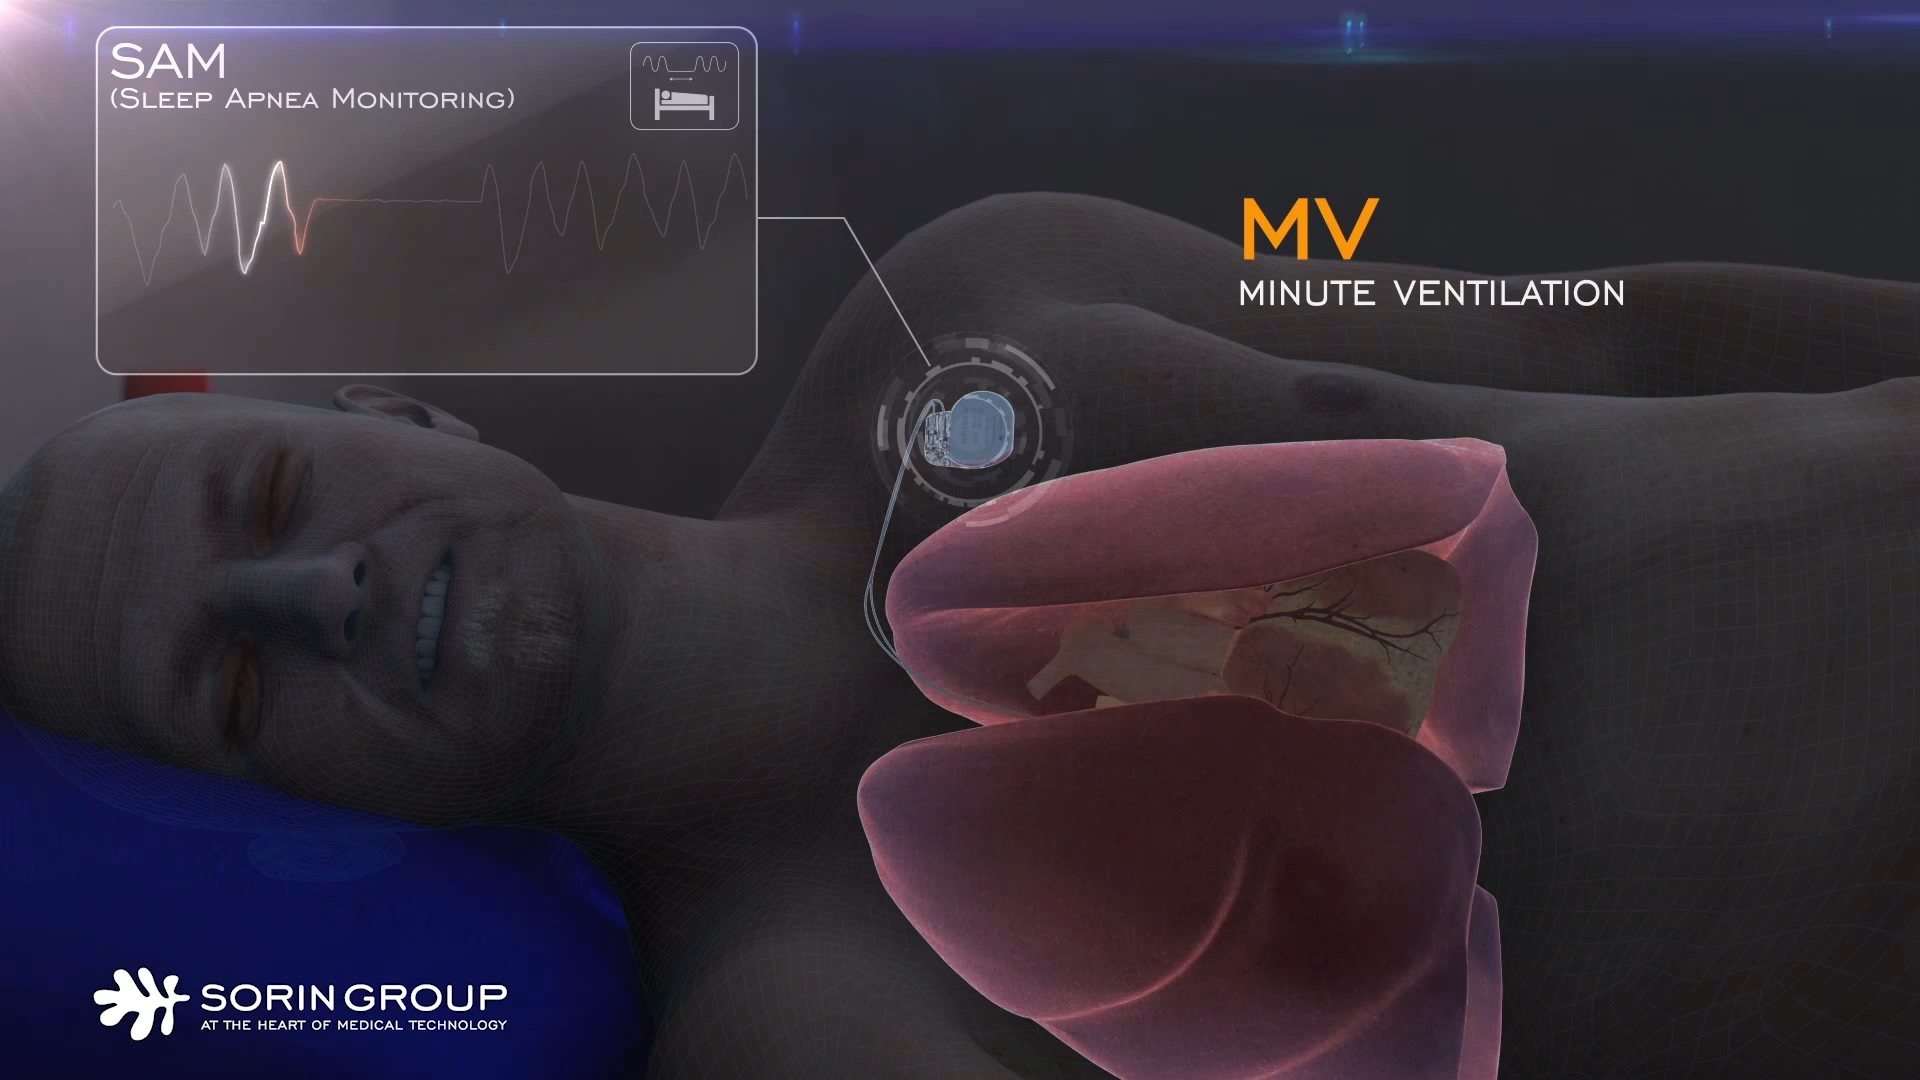 SAM
(SLEEP APNEA MONITORING)
MV
MINUTE VENTILATION
SORIN GROUP
AT THE HEART OF MEDICAL TECHNOLOGY